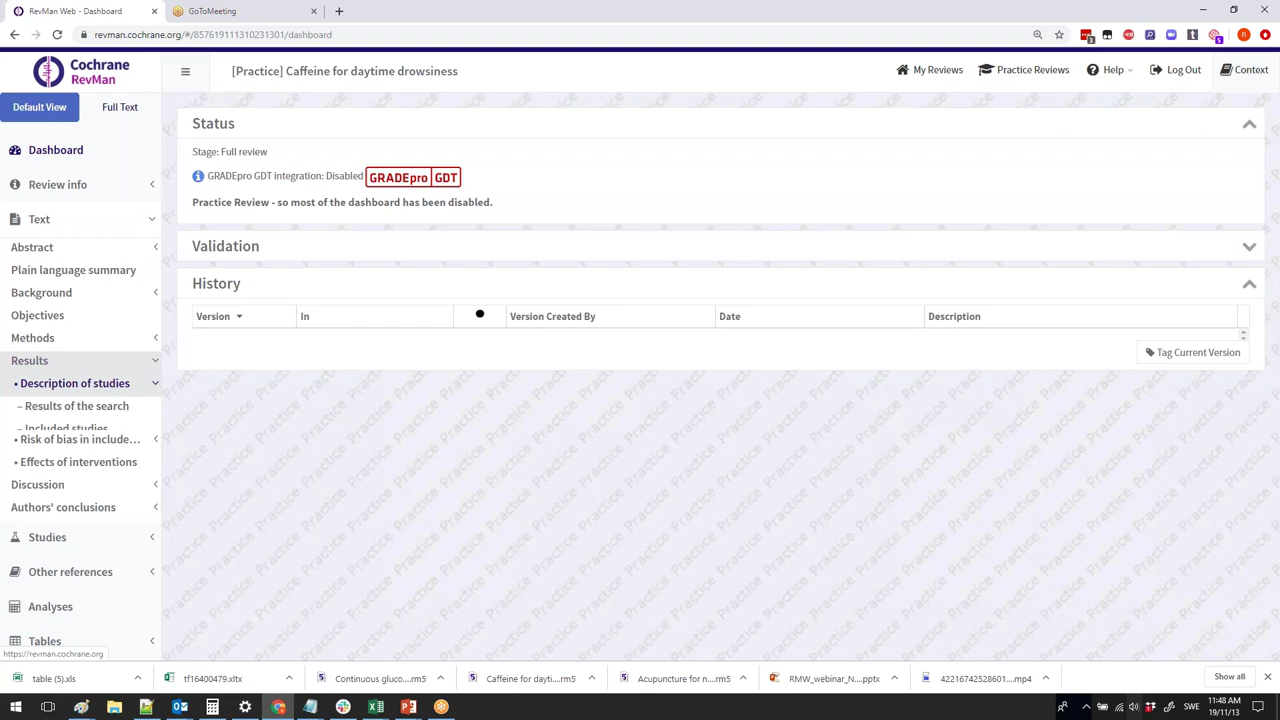 RevMan Web - Dashboard
GoToMeeting
revman.cochrane.org/#/857619111310231301/dashboard
3
5
R
Cochrane
RevMan
[Practice] Caffeine for daytime drowsiness
My Reviews
Practice Reviews
Help
Log Out
Context
Default View
Full Text
Dashboard
Review info
Text
Abstract
Plain language summary
Background
Objectives
Methods
Results
• Description of studies
– Results of the search
– Included studies
• Risk of bias in include...
• Effects of interventions
Discussion
Authors' conclusions
Studies
Other references
Analyses
Tables
https://revman.cochrane.org
Status
Stage: Full review
GRADEpro GDT integration: Disabled GRADEpro GDT
Practice Review - so most of the dashboard has been disabled.
Validation
History
Version In Version Created By Date Description
Tag Current Version
Practice
table (5).xls
tf16400479.xltx
Continuous gluco....rm5
Caffeine for dayti....rm5
Acupuncture for n....rm5
RMW_webinar_N....pptx
42216742528601....mp4
Show all
SWE
11:48 AM
19/11/13